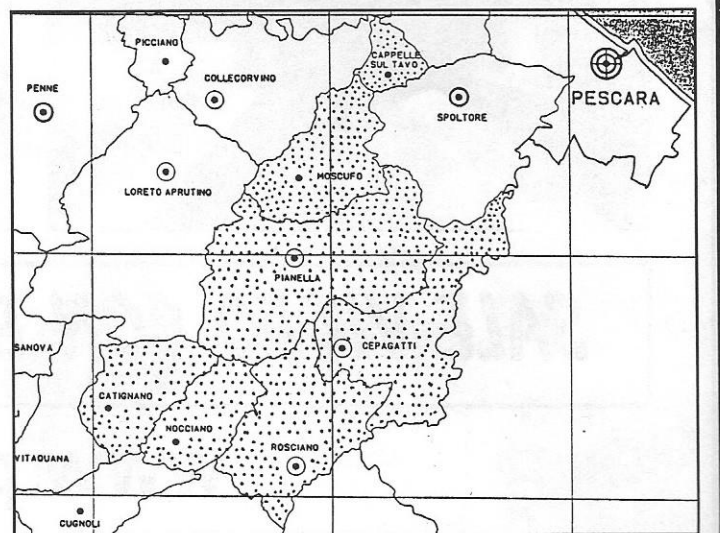 PICCIANO
PENNE
COLLECORVINO
CAPPELLE
SUL TAVO
SPOLTORE
PESCARA
LORETO APRUTINO
MOSCUFO
PIANELLA
SANOVA
CEPAGATTI
CATIGNANO
NOCCIANO
ROSCIANO
VITAQUANA
CUGNOLI